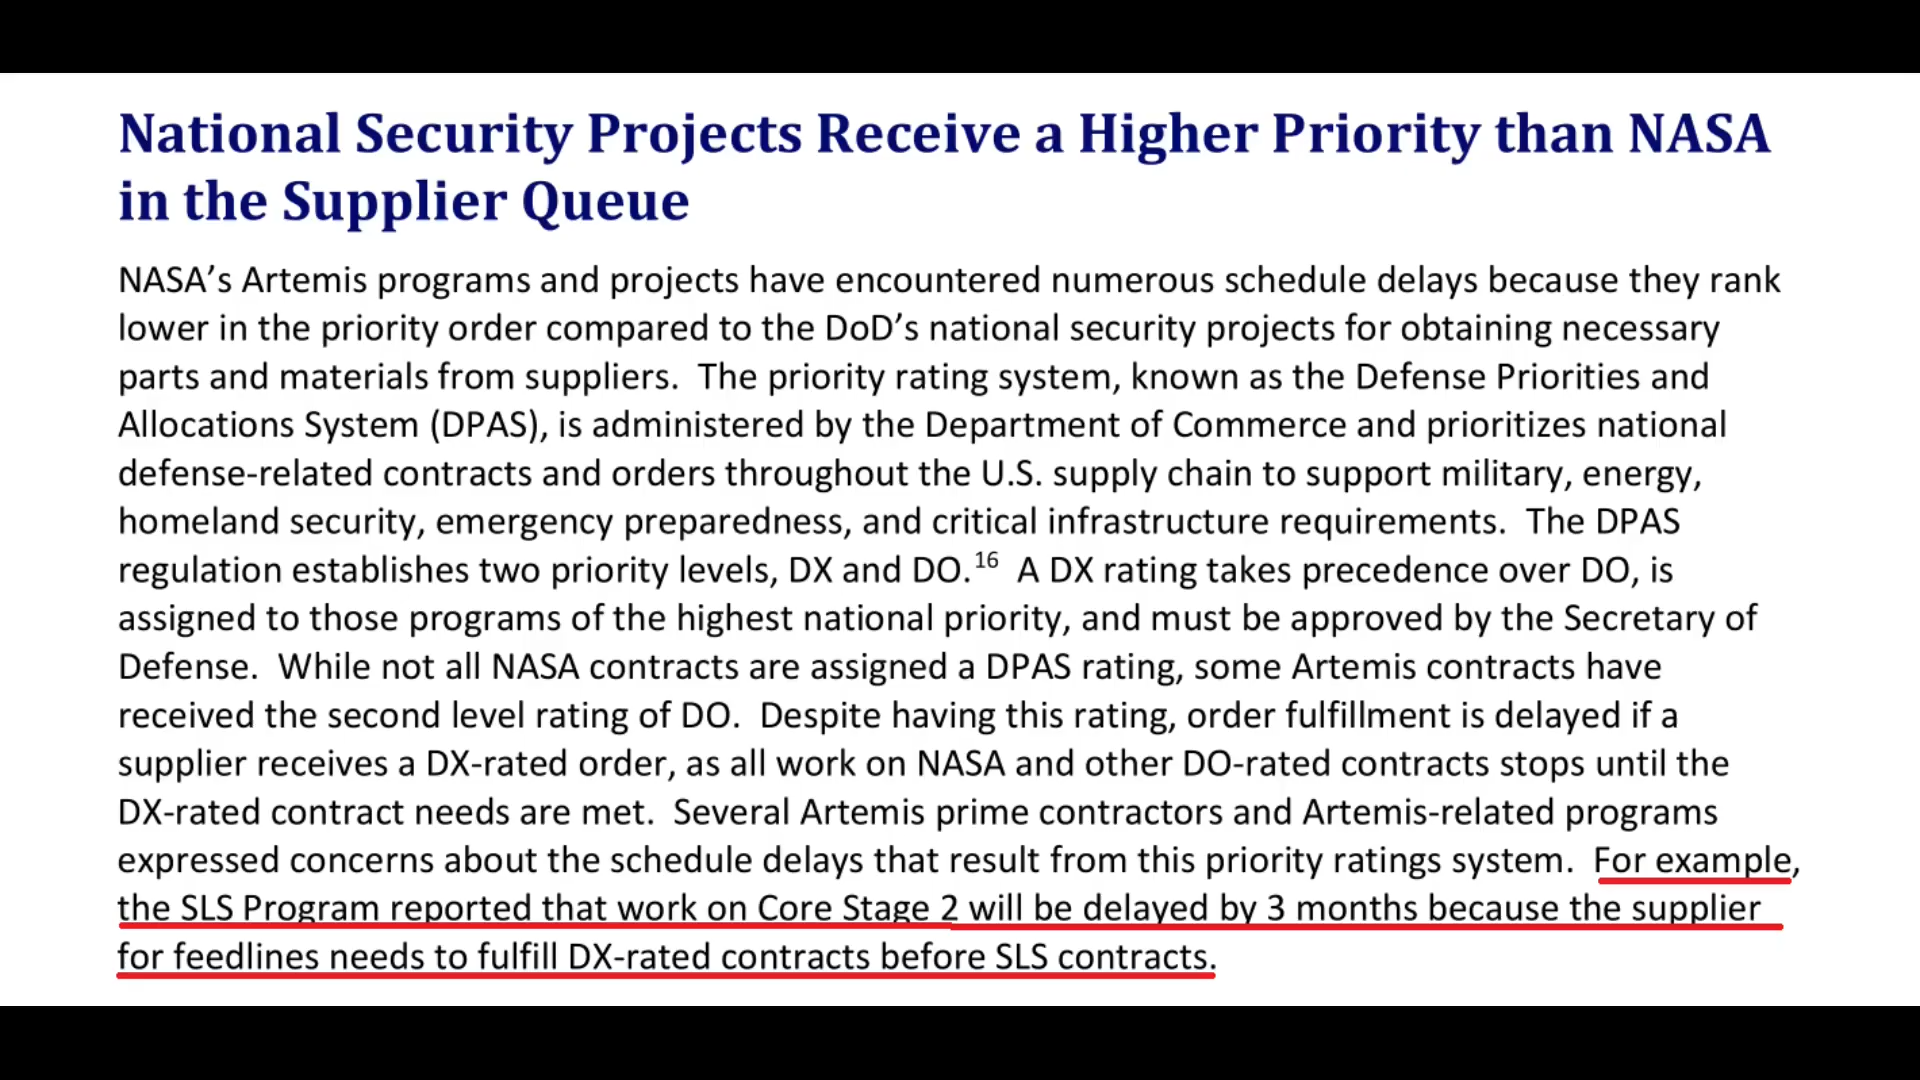 National Security Projects Receive a Higher Priority than NASA
in the Supplier Queue
NASA’s Artemis programs and projects have encountered numerous schedule delays because they rank
lower in the priority order compared to the DoD’s national security projects for obtaining necessary
parts and materials from suppliers.  The priority rating system, known as the Defense Priorities and
Allocations System (DPAS), is administered by the Department of Commerce and prioritizes national
defense-related contracts and orders throughout the U.S. supply chain to support military, energy,
homeland security, emergency preparedness, and critical infrastructure requirements.  The DPAS
regulation establishes two priority levels, DX and DO.16  A DX rating takes precedence over DO, is
assigned to those programs of the highest national priority, and must be approved by the Secretary of
Defense.  While not all NASA contracts are assigned a DPAS rating, some Artemis contracts have
received the second level rating of DO.  Despite having this rating, order fulfillment is delayed if a
supplier receives a DX-rated order, as all work on NASA and other DO-rated contracts stops until the
DX-rated contract needs are met.  Several Artemis prime contractors and Artemis-related programs
expressed concerns about the schedule delays that result from this priority ratings system.  For example,
the SLS Program reported that work on Core Stage 2 will be delayed by 3 months because the supplier
for feedlines needs to fulfill DX-rated contracts before SLS contracts.